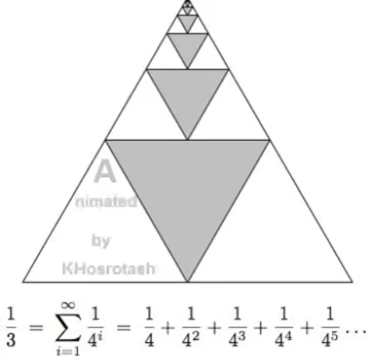 A
nimated
by
KHosrotash
1/3 = ∑_{i=1}^{∞} 1/4^i = 1/4 + 1/4^2 + 1/4^3 + 1/4^4 + 1/4^5 ...